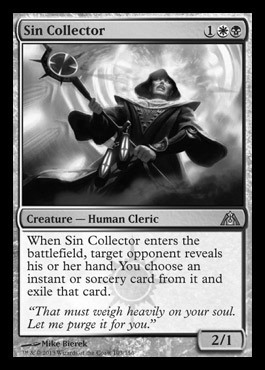 Sin Collector 1
Creature — Human Cleric
When Sin Collector enters the
battlefield, target opponent reveals
his or her hand. You choose an
instant or sorcery card from it and
exile that card.
“That must weigh heavily on your soul.
Let me purge it for you.”
Mike Bierek
2/1